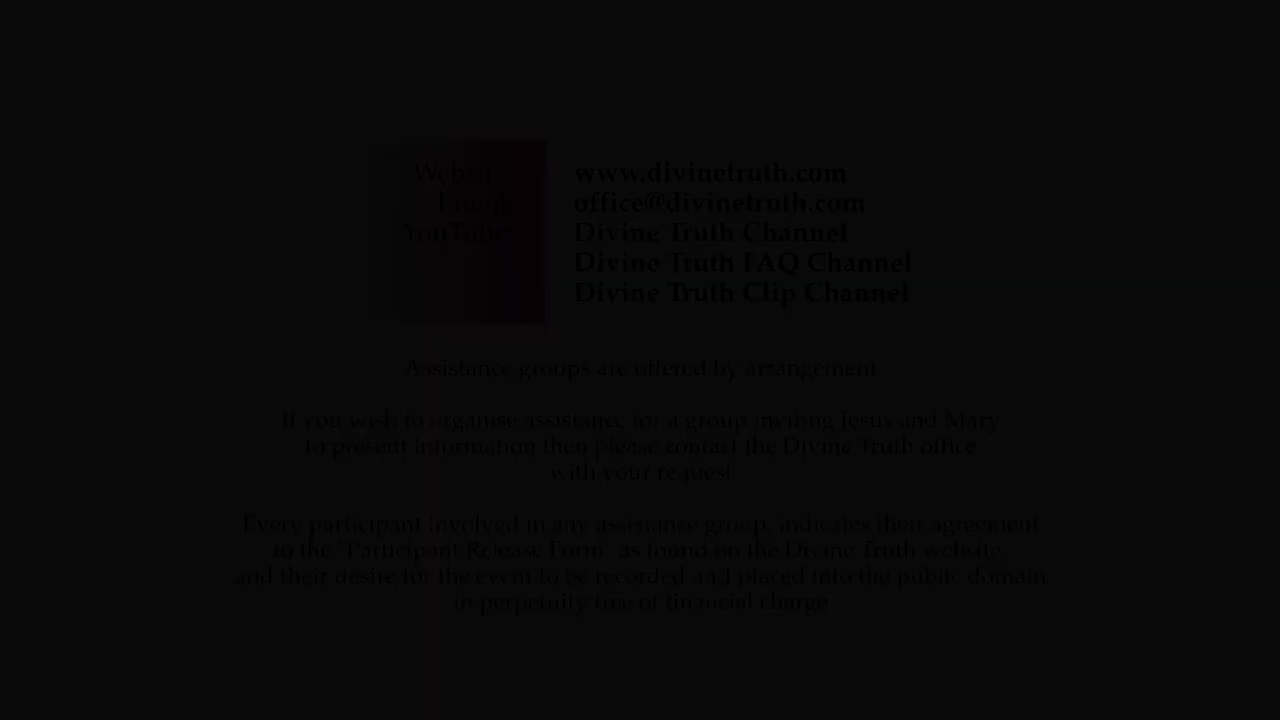 Website www.divinetruth.com
Email office@divinetruth.com
YouTube Divine Truth Channel
Divine Truth FAQ Channel
Divine Truth Clip Channel
Assistance groups are offered by arrangement
If you wish to organise assistance for a group inviting Jesus and Mary
to present information then please contact the Divine Truth office
with your request
Every participant involved in any assistance group, indicates their agreement
to the "Participant Release Form" as found on the Divine Truth website,
and their desire for the event to be recorded and placed into the public domain
in perpetuity free of financial charge